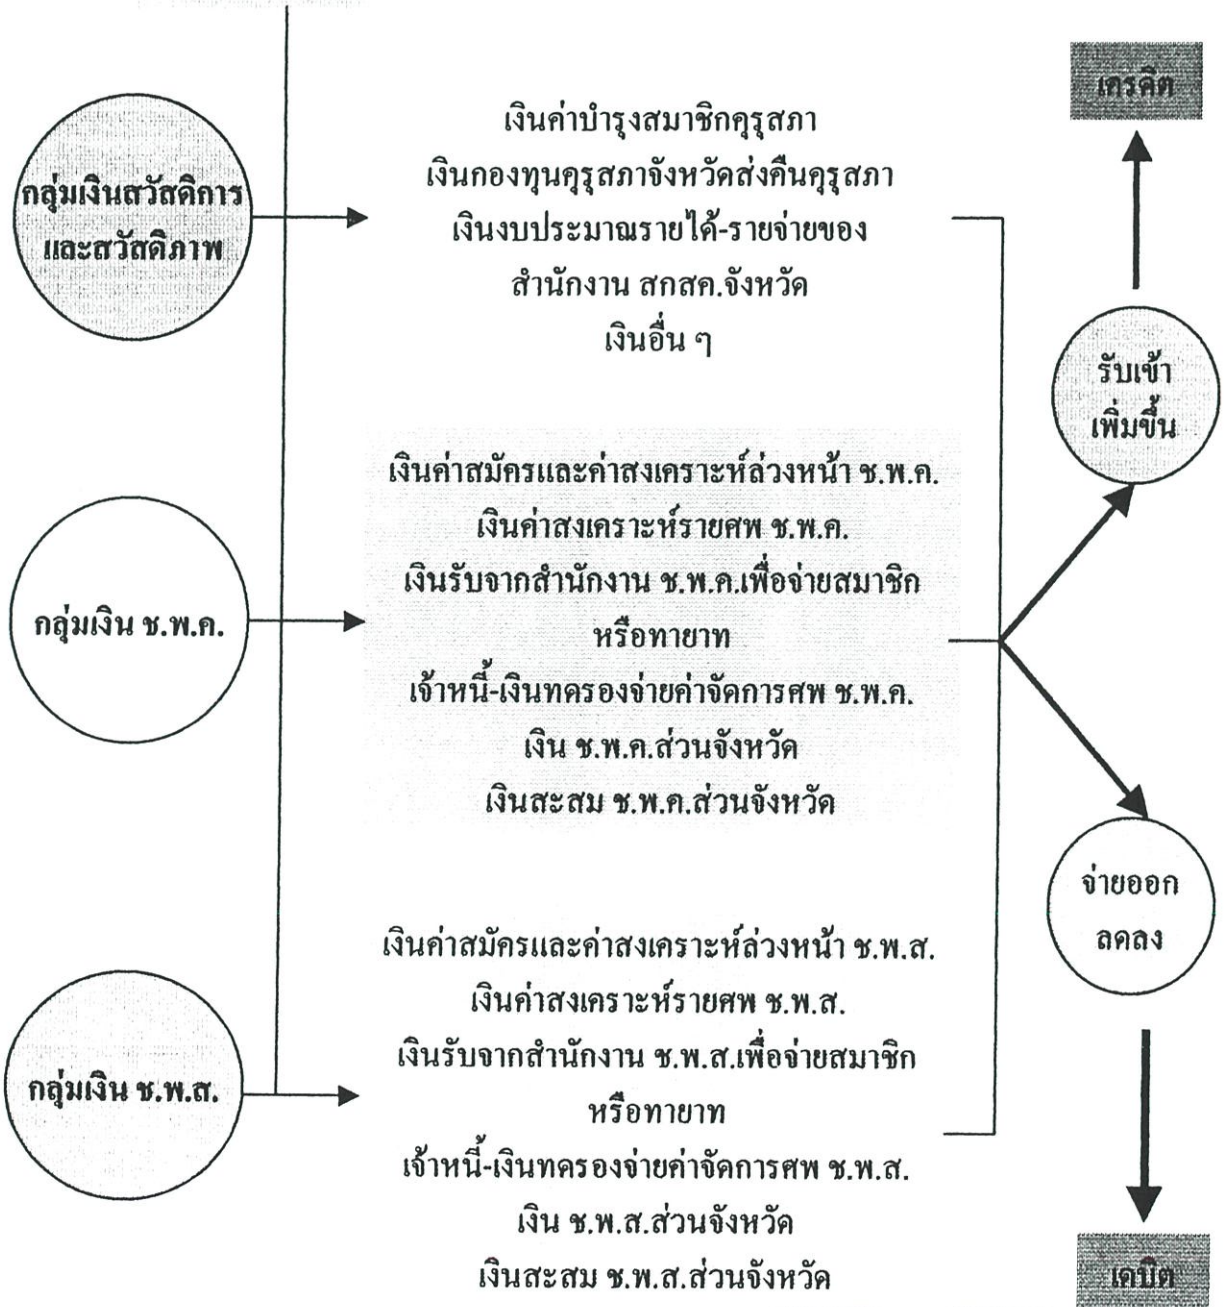 กลุ่มเงินสวัสดิการ
และสวัสดิภาพ
เงินค่าบำรุงสมาชิกคุรุสภา
เงินกองทุนคุรุสภาจังหวัดส่งคืนคุรุสภา
เงินงบประมาณรายได้-รายจ่ายของ
สำนักงาน สกสค.จังหวัด
เงินอื่น ๆ
กลุ่มเงิน ช.พ.ค.
เงินค่าสมัครและค่าสงเคราะห์ล่วงหน้า ช.พ.ค.
เงินค่าสงเคราะห์รายศพ ช.พ.ค.
เงินรับจากสำนักงาน ช.พ.ค.เพื่อจ่ายสมาชิก
หรือทายาท
เจ้าหนี้-เงินทดรองจ่ายค่าจัดการศพ ช.พ.ค.
เงิน ช.พ.ค.ส่วนจังหวัด
เงินสะสม ช.พ.ค.ส่วนจังหวัด
กลุ่มเงิน ช.พ.ส.
เงินค่าสมัครและค่าสงเคราะห์ล่วงหน้า ช.พ.ส.
เงินค่าสงเคราะห์รายศพ ช.พ.ส.
เงินรับจากสำนักงาน ช.พ.ส.เพื่อจ่ายสมาชิก
หรือทายาท
เจ้าหนี้-เงินทดรองจ่ายค่าจัดการศพ ช.พ.ส.
เงิน ช.พ.ส.ส่วนจังหวัด
เงินสะสม ช.พ.ส.ส่วนจังหวัด
เครดิต
รับเข้า
เพิ่มขึ้น
จ่ายออก
ลดลง
เดบิต